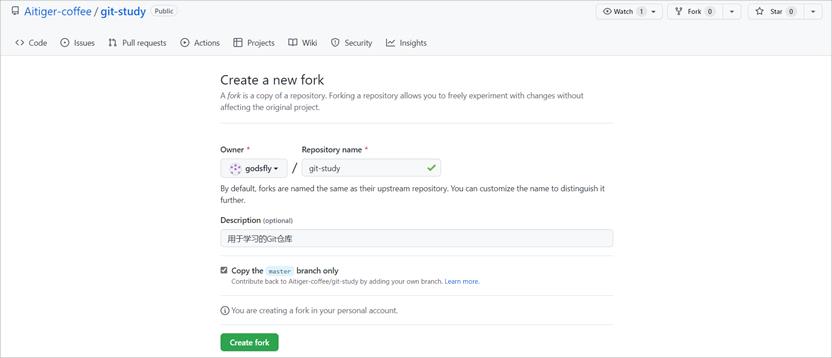 Aitiger-coffee / git-study Public Watch 1 Fork 0 Star 0
Code Issues Pull requests Actions Projects Wiki Security Insights
Create a new fork
A fork is a copy of a repository. Forking a repository allows you to freely experiment with changes without
affecting the original project.
Owner * Repository name *
godsfly / git-study
By default, forks are named the same as their upstream repository. You can customize the name to distinguish it
further.
Description (optional)
用于学习的Git仓库
Copy the master branch only
Contribute back to Aitiger-coffee/git-study by adding your own branch. Learn more.
You are creating a fork in your personal account.
Create fork